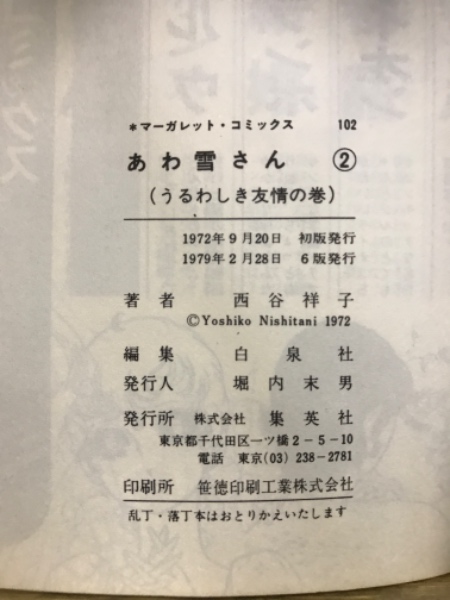 *マーガレット・コミックス 102
あわ雪さん ②
(うるわしき友情の巻)
1972年9月20日 初版発行
1979年2月28日 6版発行
著者 西谷祥子
©Yoshiko Nishitani 1972
編集 白泉社
発行人 堀内末男
発行所 株式会社 集英社
東京都千代田区一ツ橋2-5-10
電話 東京(03) 238-2781
印刷所 笹徳印刷工業株式会社
乱丁・落丁本はおとりかえいたします